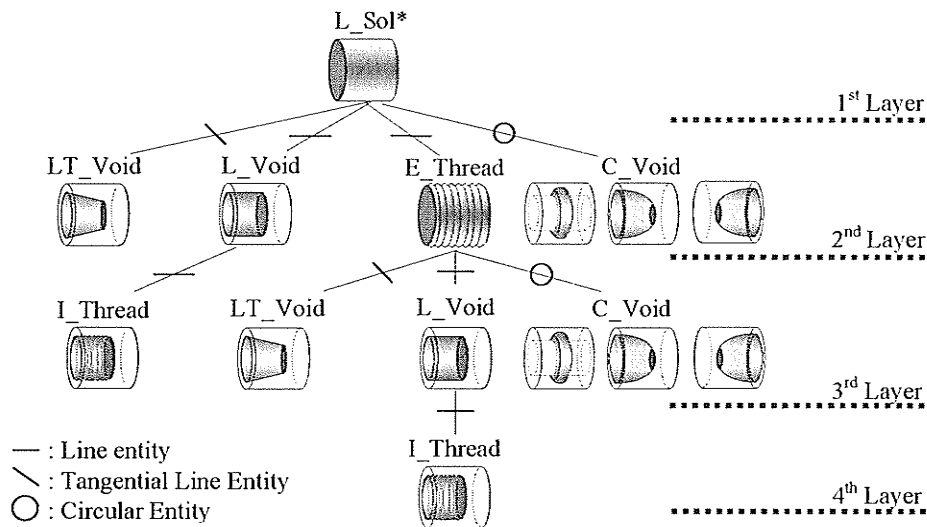 L_Sol*
1st Layer
LT_Void L_Void E_Thread C_Void
2nd Layer
I_Thread LT_Void L_Void C_Void
3rd Layer
— : Line entity
I_Thread
\ : Tangential Line Entity
○ : Circular Entity
4th Layer